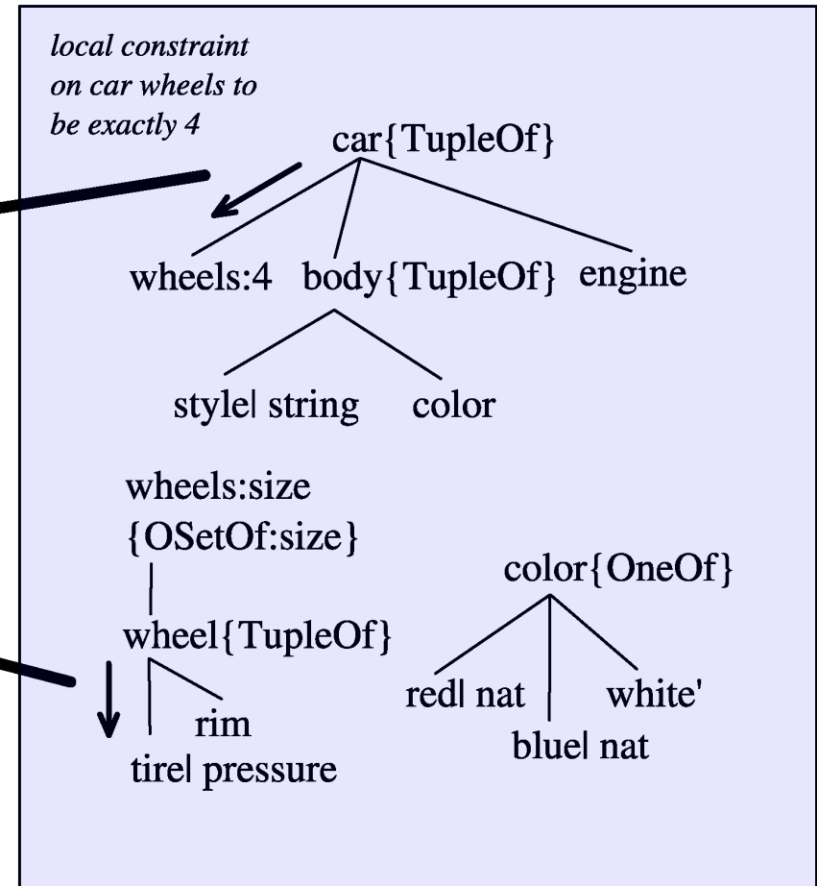 local constraint
on car wheels to
be exactly 4
car{TupleOf}
wheels:4 body{TupleOf} engine
style| string color
wheels:size
{OSetOf:size}
color{OneOf}
wheel{TupleOf}
red| nat white'
rim
blue| nat
tire| pressure